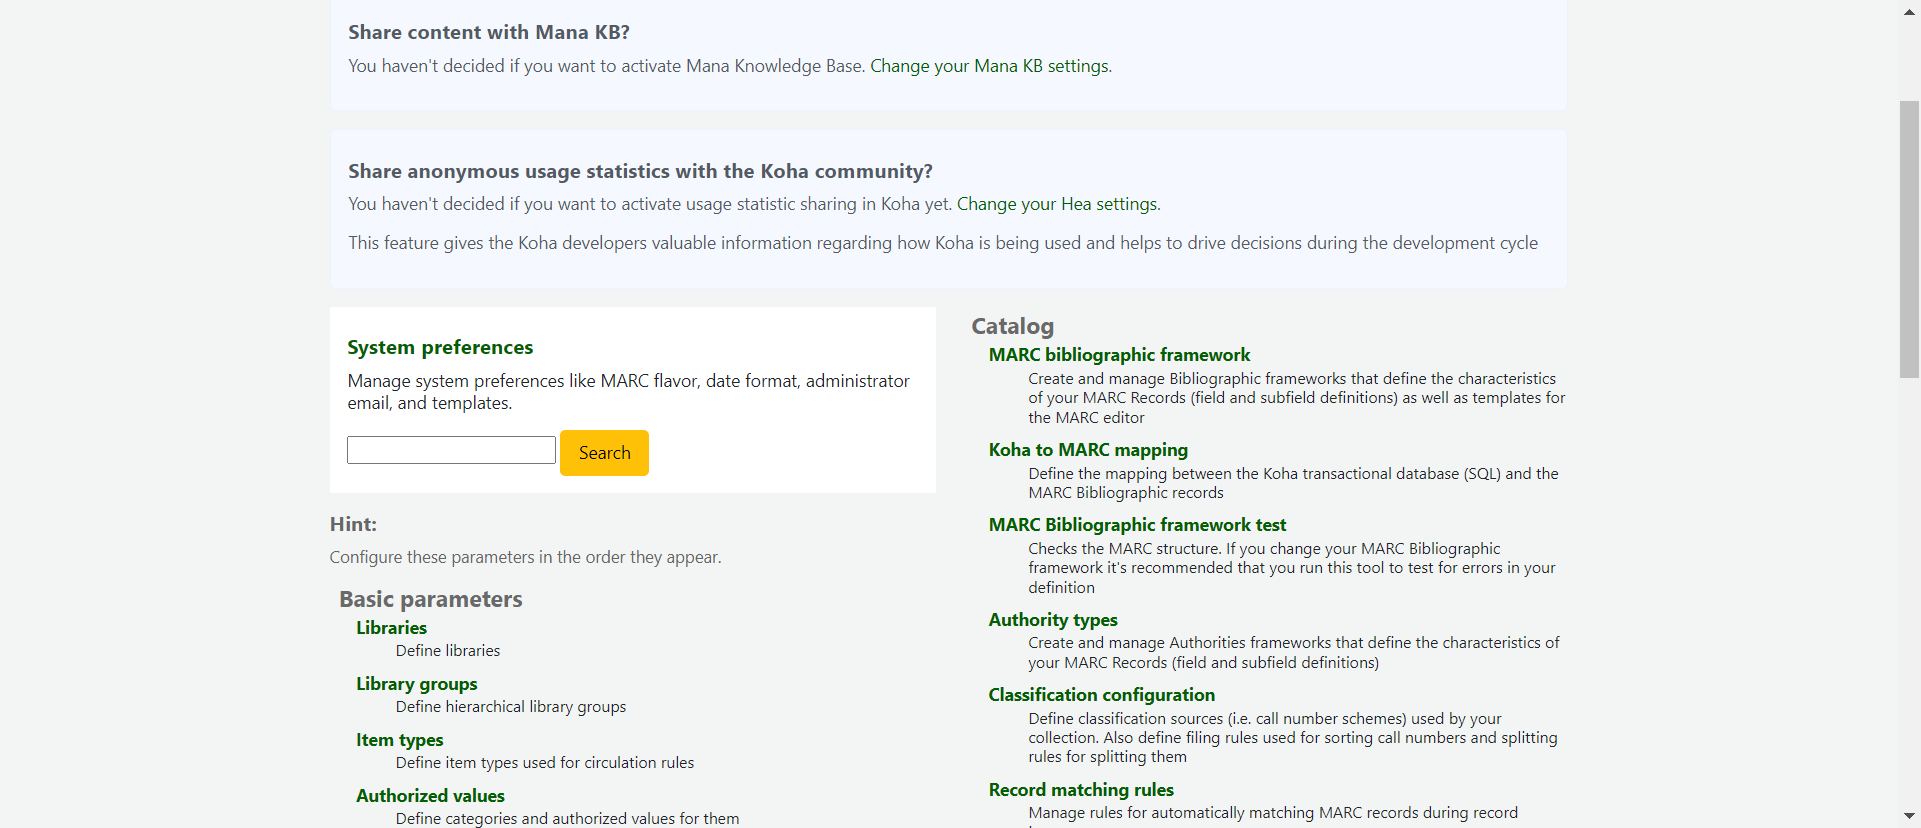 Share content with Mana KB?
You haven't decided if you want to activate Mana Knowledge Base. Change your Mana KB settings.
Share anonymous usage statistics with the Koha community?
You haven't decided if you want to activate usage statistic sharing in Koha yet. Change your Hea settings.
This feature gives the Koha developers valuable information regarding how Koha is being used and helps to drive decisions during the development cycle
System preferences
Manage system preferences like MARC flavor, date format, administrator
email, and templates.
Search
Hint:
Configure these parameters in the order they appear.
Basic parameters
Libraries
Define libraries
Library groups
Define hierarchical library groups
Item types
Define item types used for circulation rules
Authorized values
Define categories and authorized values for them
Catalog
MARC bibliographic framework
Create and manage Bibliographic frameworks that define the characteristics
of your MARC Records (field and subfield definitions) as well as templates for
the MARC editor
Koha to MARC mapping
Define the mapping between the Koha transactional database (SQL) and the
MARC Bibliographic records
MARC Bibliographic framework test
Checks the MARC structure. If you change your MARC Bibliographic
framework it's recommended that you run this tool to test for errors in your
definition
Authority types
Create and manage Authorities frameworks that define the characteristics of
your MARC Records (field and subfield definitions)
Classification configuration
Define classification sources (i.e. call number schemes) used by your
collection. Also define filing rules used for sorting call numbers and splitting
rules for splitting them
Record matching rules
Manage rules for automatically matching MARC records during record